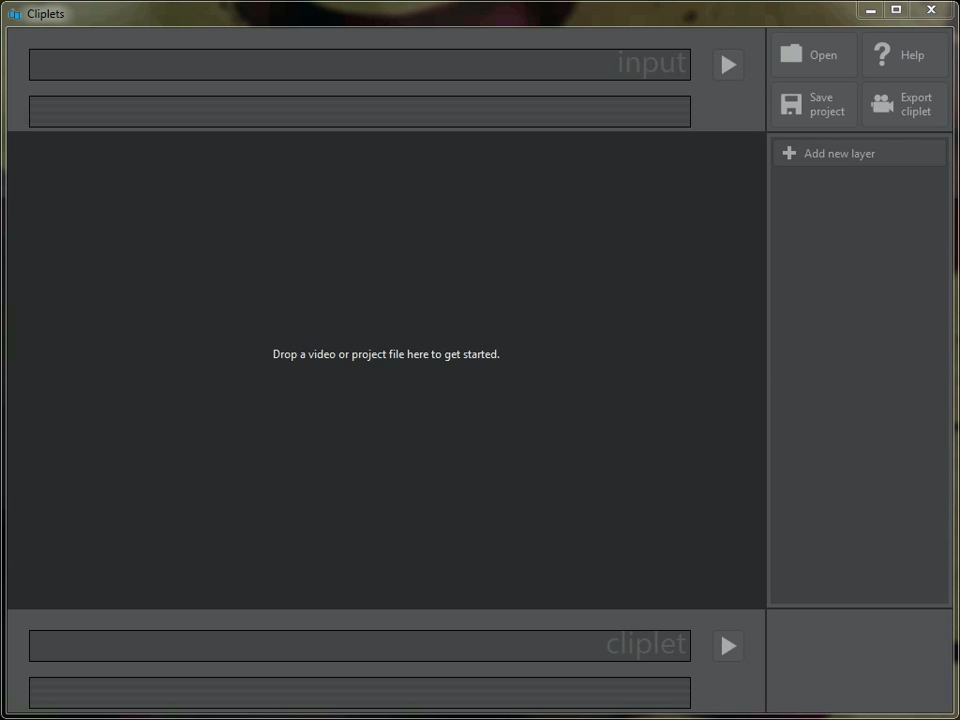 Cliplets
input
Open
Help
Save
project
Export
cliplet
Add new layer
Drop a video or project file here to get started.
cliplet